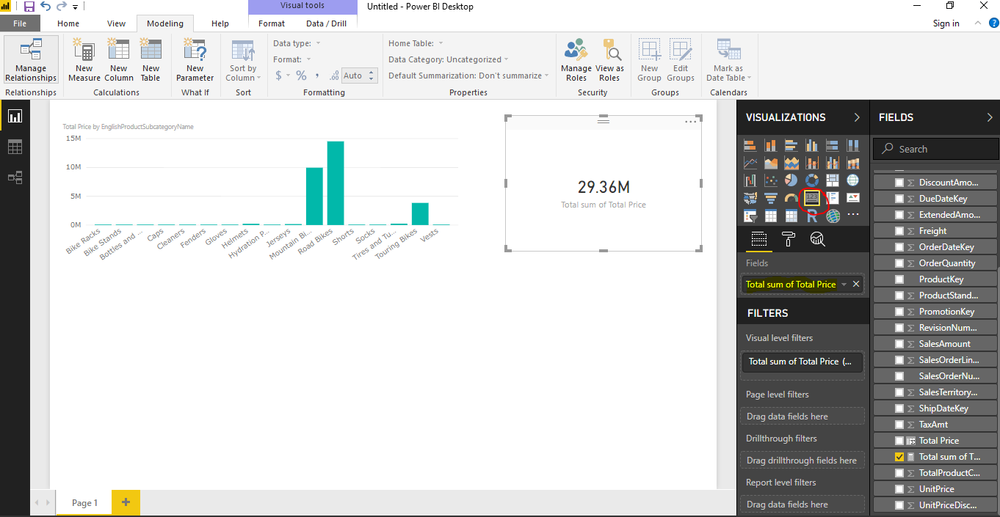 Visual tools
Untitled - Power BI Desktop
File Home View Modeling Help Format Data / Drill Sign in
Manage Relationships
New Measure
New Column
New Table
New Parameter
Sort by Column
Data type:
Format:
$ % , .00 Auto
Home Table:
Data Category: Uncategorized
Default Summarization: Don't summarize
Manage Roles
View as Roles
New Group
Edit Groups
Mark as Date Table
Relationships Calculations What If Sort Formatting Properties Security Groups Calendars
Total Price by EnglishProductSubcategoryName
15M
10M
5M
0M
Bike Racks
Bike Stands
Bottles and ...
Caps
Cleaners
Fenders
Gloves
Helmets
Hydration P...
Jerseys
Mountain Bi...
Road Bikes
Shorts
Socks
Tires and Tu...
Touring Bikes
Vests
29.36M
Total sum of Total Price
Page 1
VISUALIZATIONS
123
R
Fields
Total sum of Total Price
FILTERS
Visual level filters
Total sum of Total Price (...
Page level filters
Drag data fields here
Drillthrough filters
Drag drillthrough fields here
Report level filters
Drag data fields here
FIELDS
Search
DiscountAmo...
DueDateKey
ExtendedAmo...
Freight
OrderDateKey
OrderQuantity
ProductKey
ProductStand...
PromotionKey
RevisionNum...
SalesAmount
SalesOrderLin...
SalesOrderNu...
SalesTerritory...
ShipDateKey
TaxAmt
Total Price
Total sum of T...
TotalProductC...
UnitPrice
UnitPriceDisc...